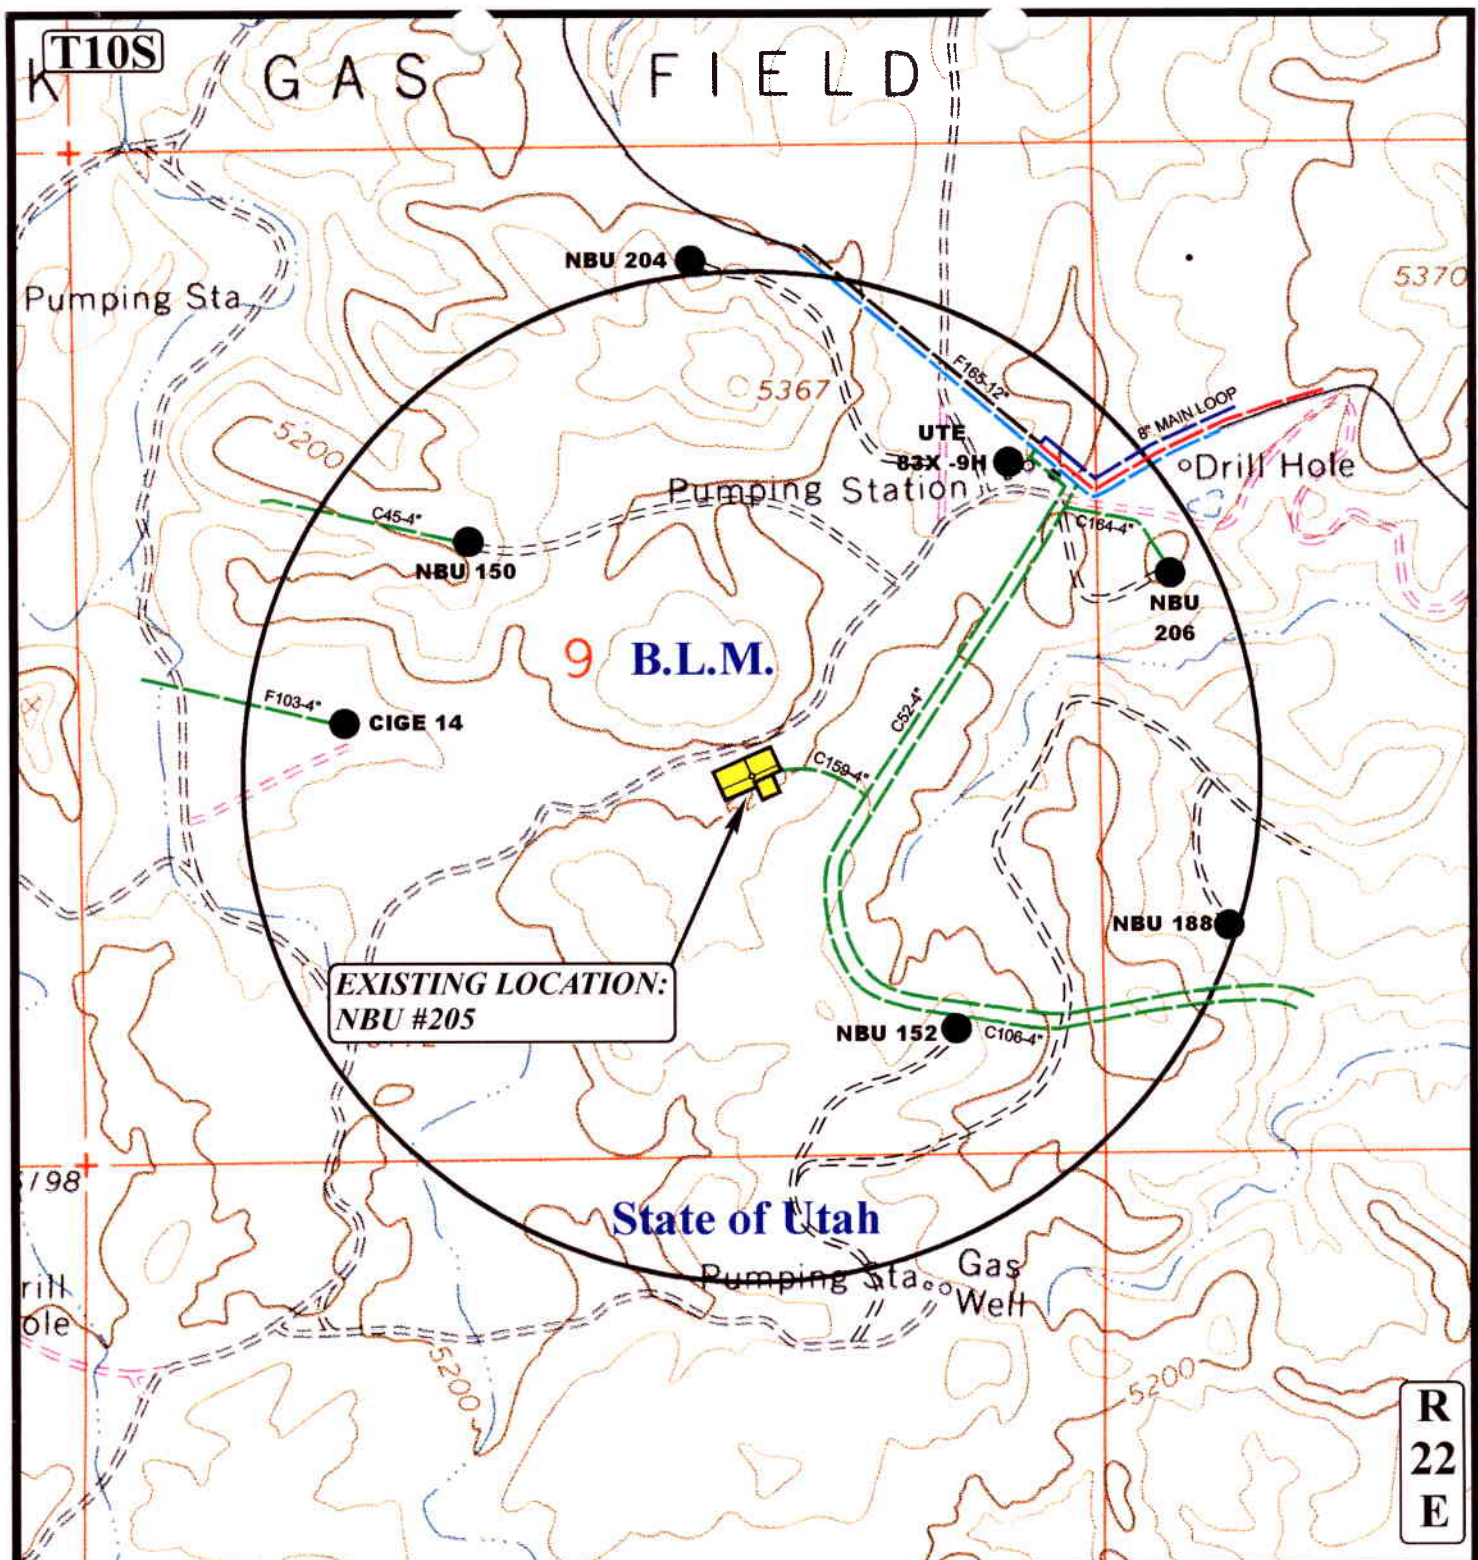 T10S
K GAS FIELD
NBU 204
Pumping Sta
5370
F165-12"
5367
8" MAIN LOOP
UTE
83X -9H
Drill Hole
5200
Pumping Station
C45-4"
C164-4"
NBU 150
NBU
206
9 B.L.M.
F103-4"
CIGE 14
C52-4"
C159-4"
NBU 188
EXISTING LOCATION:
NBU #205
NBU 152
C106-4"
State of Utah
Pumping Sta
Gas
Well
rill
ole
5200
5200
R
22
E